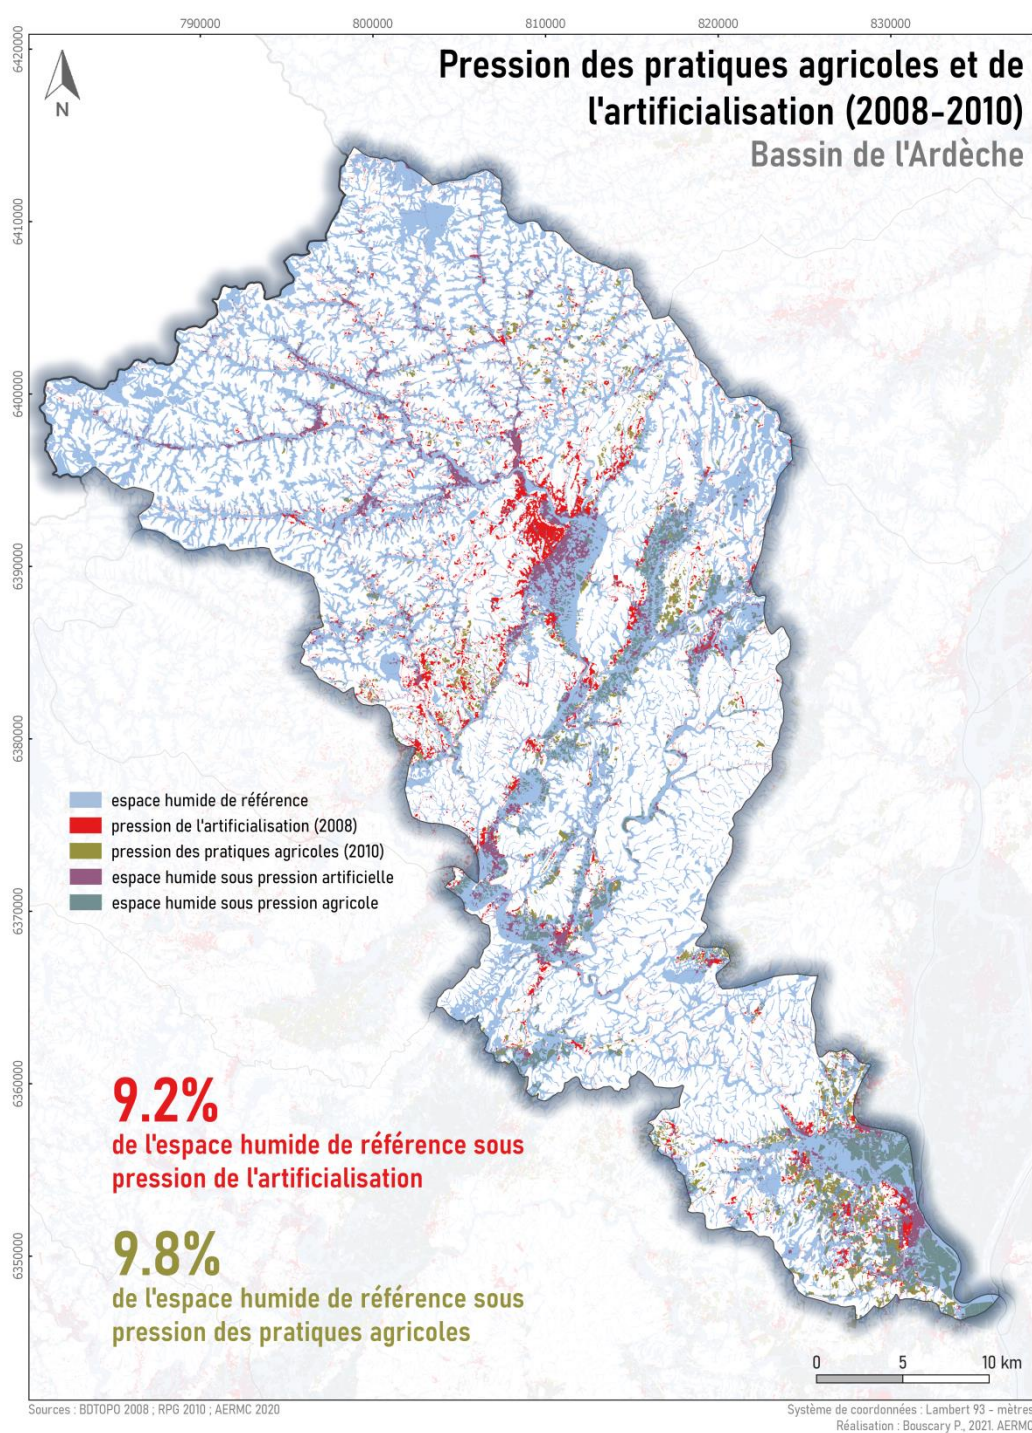 790000
800000
810000
820000
830000
6420000
6410000
6400000
6390000
6380000
6370000
6360000
6350000
N
Pression des pratiques agricoles et de
l'artificialisation (2008-2010)
Bassin de l'Ardèche
espace humide de référence
pression de l'artificialisation (2008)
pression des pratiques agricoles (2010)
espace humide sous pression artificielle
espace humide sous pression agricole
9.2%
de l'espace humide de référence sous
pression de l'artificialisation
9.8%
de l'espace humide de référence sous
pression des pratiques agricoles
0 5 10 km
Sources : BDTOPO 2008 ; RPG 2010 ; AERMC 2020
Système de coordonnées : Lambert 93 - mètres
Réalisation : Bouscary P., 2021. AERMC